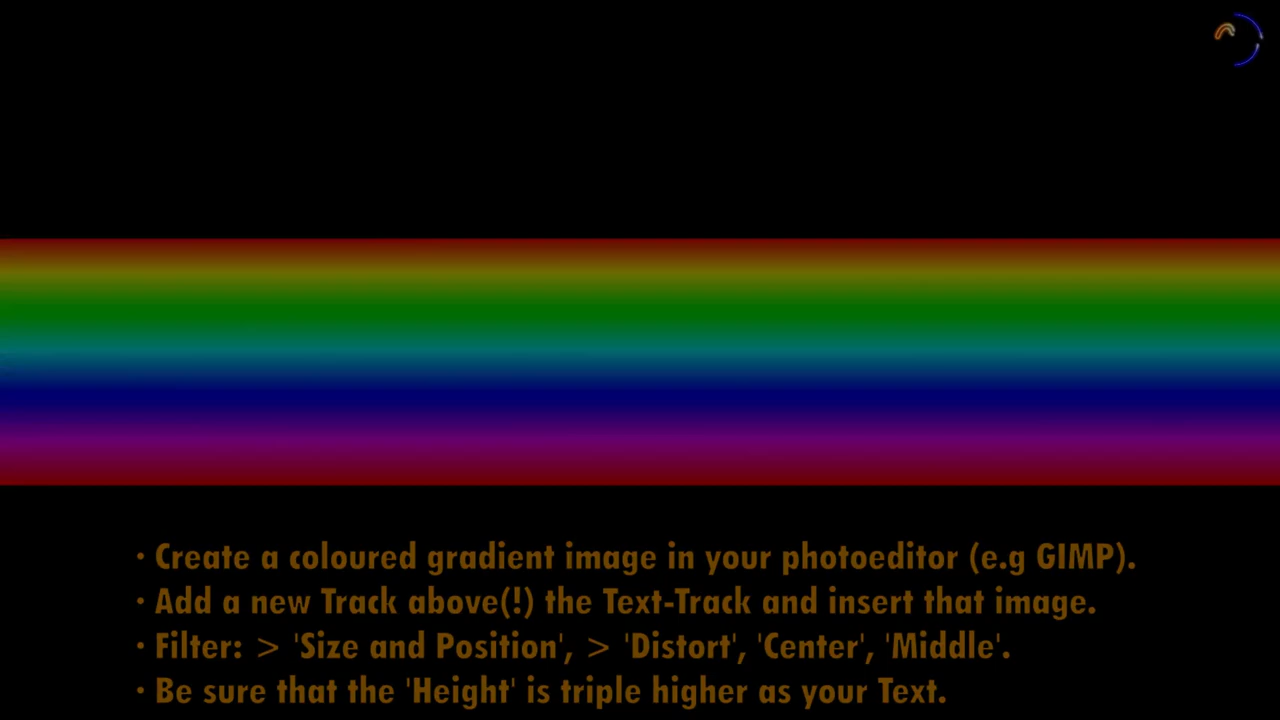 · Create a coloured gradient image in your photoeditor (e.g GIMP).
· Add a new Track above(!) the Text-Track and insert that image.
· Filter: > 'Size and Position', > 'Distort', 'Center', 'Middle'.
· Be sure that the 'Height' is triple higher as your Text.